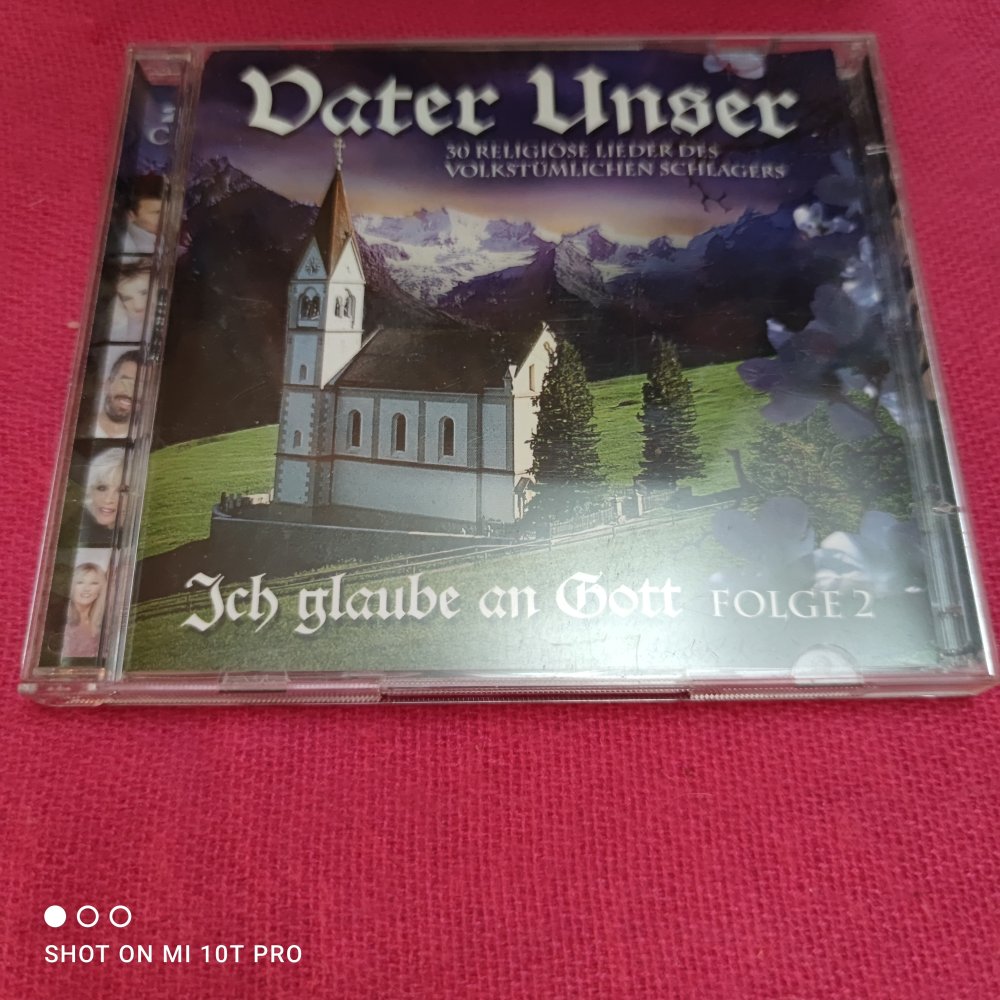 Vater Unser
30 RELIGIÖSE LIEDER DES
VOLKSTÜMLICHEN SCHLAGERS
Ich glaube an Gott FOLGE 2
SHOT ON MI 10T PRO